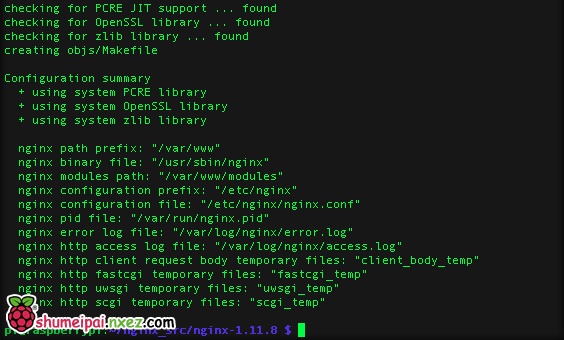 checking for PCRE JIT support ... found
checking for OpenSSL library ... found
checking for zlib library ... found
creating objs/Makefile
Configuration summary
+ using system PCRE library
+ using system OpenSSL library
+ using system zlib library
nginx path prefix: "/var/www"
nginx binary file: "/usr/sbin/nginx"
nginx modules path: "/var/www/modules"
nginx configuration prefix: "/etc/nginx"
nginx configuration file: "/etc/nginx/nginx.conf"
nginx pid file: "/var/run/nginx.pid"
nginx error log file: "/var/log/nginx/error.log"
nginx http access log file: "/var/log/nginx/access.log"
nginx http client request body temporary files: "client_body_temp"
nginx http fastcgi temporary files: "fastcgi_temp"
nginx http uwsgi temporary files: "uwsgi_temp"
nginx http scgi temporary files: "scgi_temp"
shumeipai.nxez.com
/nginx-1.11.8 $